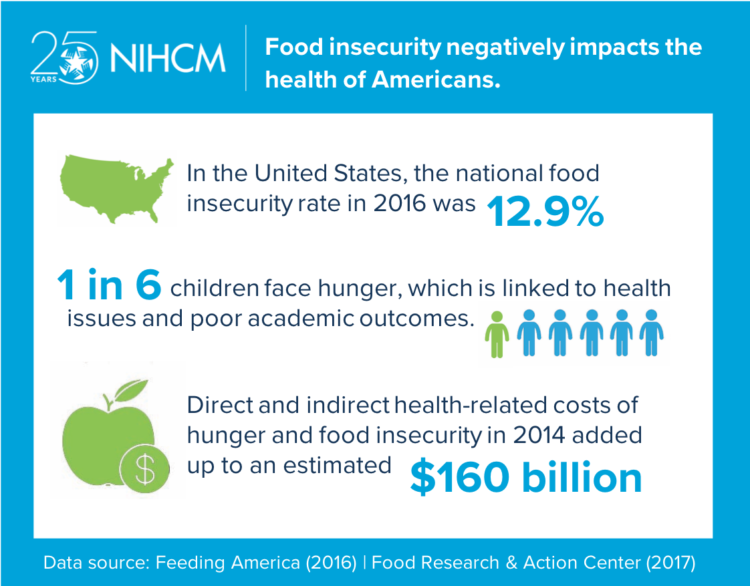 25
YEARS
NIHCM
Food insecurity negatively impacts the
health of Americans.
In the United States, the national food
insecurity rate in 2016 was 12.9%
1 in 6 children face hunger, which is linked to health
issues and poor academic outcomes.
Direct and indirect health-related costs of
hunger and food insecurity in 2014 added
up to an estimated $160 billion
$
Data source: Feeding America (2016) | Food Research & Action Center (2017)